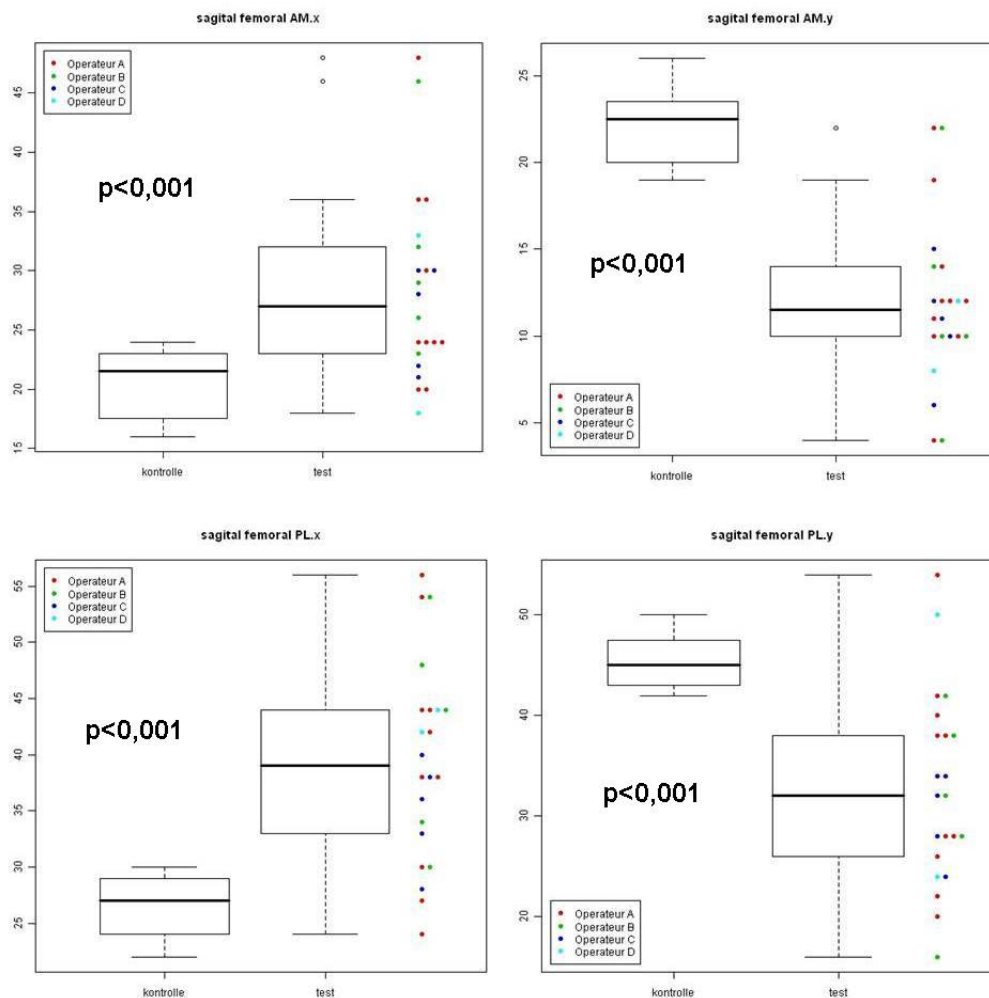 sagital femoral AM.x
45
40
35
30
25
20
15
Operateur A
Operateur B
Operateur C
Operateur D
p<0,001
kontrolle
test
sagital femoral AM.y
25
20
15
10
5
p<0,001
Operateur A
Operateur B
Operateur C
Operateur D
kontrolle
test
sagital femoral PL.x
55
50
45
40
35
30
25
Operateur A
Operateur B
Operateur C
Operateur D
p<0,001
kontrolle
test
sagital femoral PL.y
50
40
30
20
p<0,001
Operateur A
Operateur B
Operateur C
Operateur D
kontrolle
test